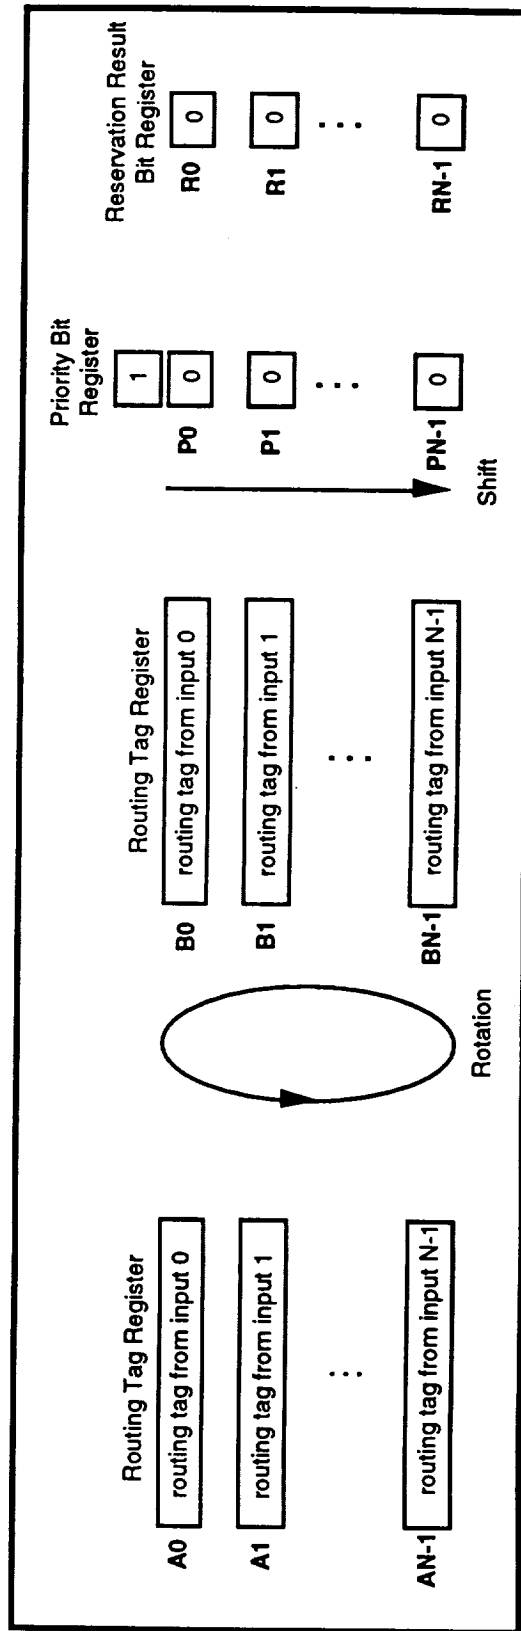 Routing Tag Register
A0 routing tag from input 0
A1 routing tag from input 1
...
AN-1 routing tag from input N-1
Rotation
Routing Tag Register
B0 routing tag from input 0
B1 routing tag from input 1
...
BN-1 routing tag from input N-1
Shift
Priority Bit
Register
1
P0 0
P1 0
...
PN-1 0
Reservation Result
Bit Register
R0 0
R1 0
...
RN-1 0